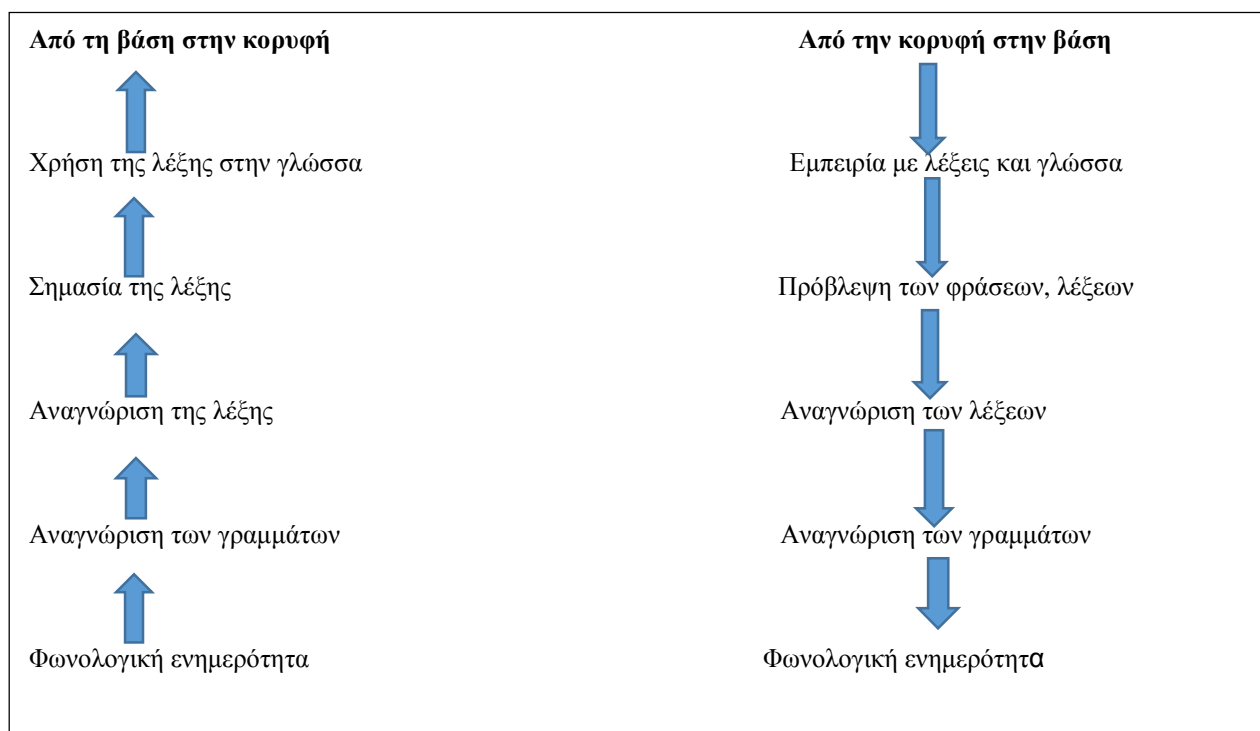 Από τη βάση στην κορυφή
Από την κορυφή στην βάση
Χρήση της λέξης στην γλώσσα
Εμπειρία με λέξεις και γλώσσα
Σημασία της λέξης
Πρόβλεψη των φράσεων, λέξεων
Αναγνώριση της λέξης
Αναγνώριση των λέξεων
Αναγνώριση των γραμμάτων
Αναγνώριση των γραμμάτων
Φωνολογική ενημερότητα
Φωνολογική ενημερότητα